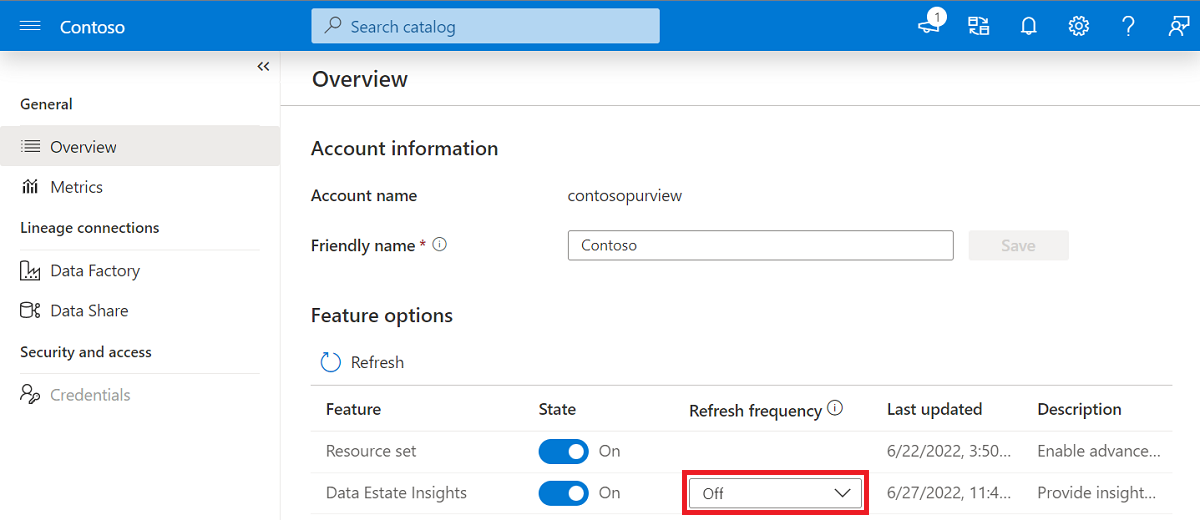 Contoso
Search catalog
1
Overview
General
Overview
Metrics
Lineage connections
Data Factory
Data Share
Security and access
Credentials
Account information
Account name contosopurview
Friendly name * Contoso Save
Feature options
Refresh
Feature State Refresh frequency Last updated Description
Resource set On 6/22/2022, 3:50... Enable advance...
Data Estate Insights On Off 6/27/2022, 11:4... Provide insight...